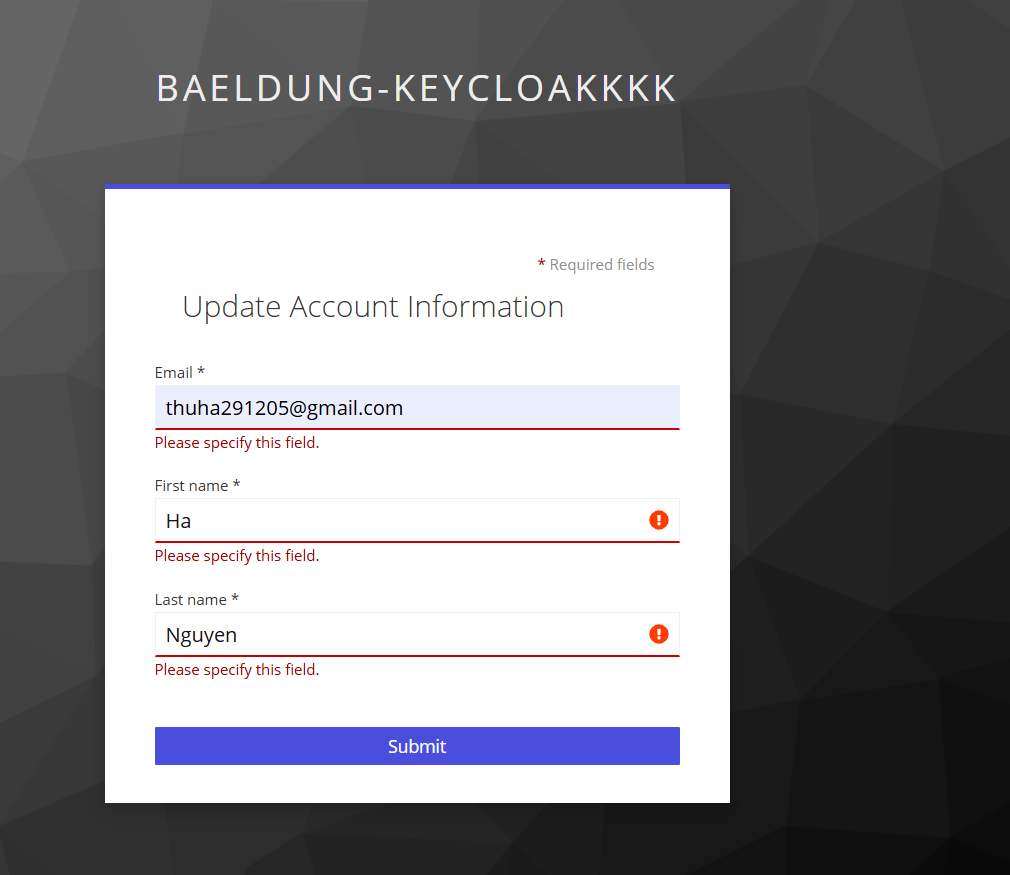 BAELDUNG-KEYCLOAKKKK
* Required fields
Update Account Information
Email *
thuha291205@gmail.com
Please specify this field.
First name *
Ha
Please specify this field.
Last name *
Nguyen
Please specify this field.
Submit